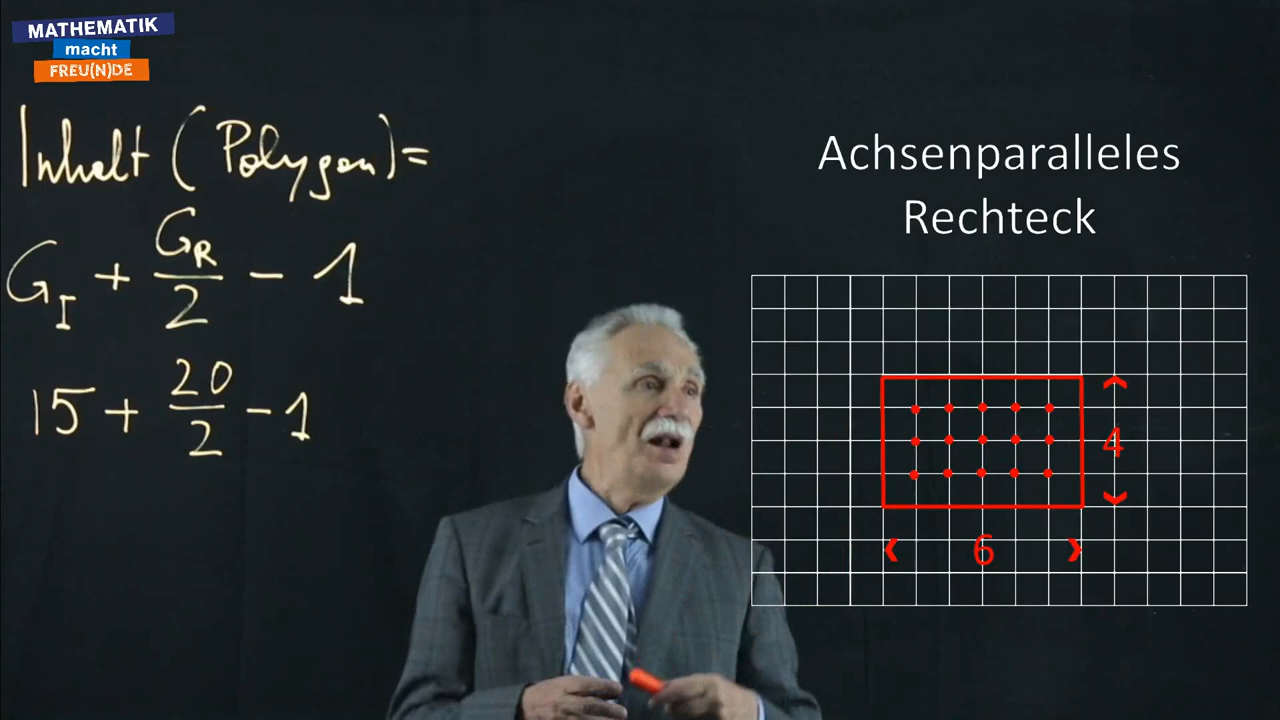 MATHEMATIK
macht
FREU(N)DE
Inhalt (Polygon) =
G_I + G_R/2 - 1
15 + 20/2 - 1
Achsenparalleles
Rechteck
4
6